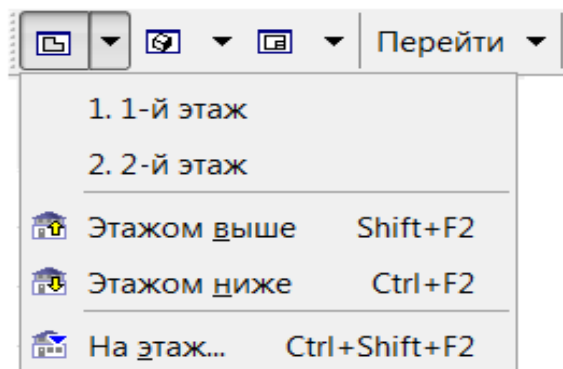 Перейти
1. 1-й этаж
2. 2-й этаж
Этажом выше Shift+F2
Этажом ниже Ctrl+F2
На этаж... Ctrl+Shift+F2